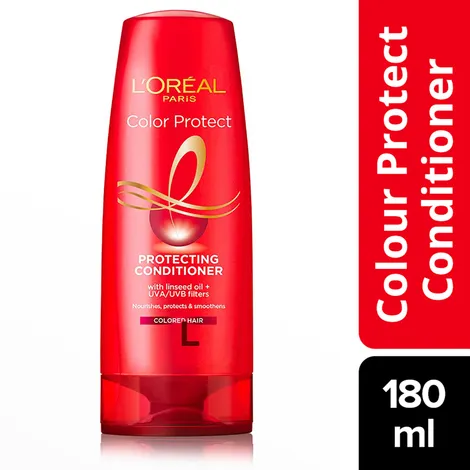 L'ORÉAL
PARIS
Color Protect
PROTECTING
CONDITIONER
with linseed oil +
UVA/UVB filters
Nourishes, protects & smoothens
COLORED HAIR
L
Colour Protect
Conditioner
180
ml